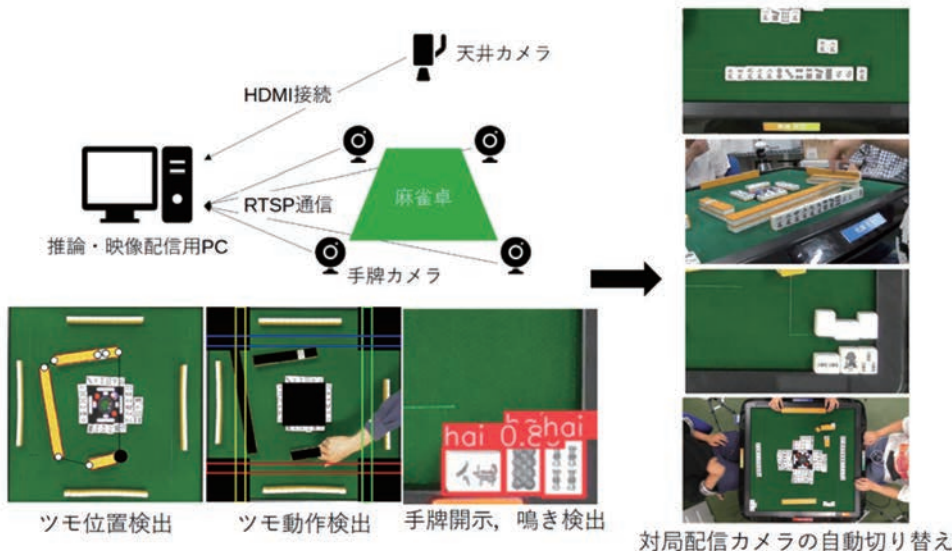 天井カメラ
HDMI接続
RTSP通信
麻雀卓
推論・映像配信用PC
手牌カメラ
hai 0.8
hai
ツモ位置検出
ツモ動作検出
手牌開示，鳴き検出
対局配信カメラの自動切り替え